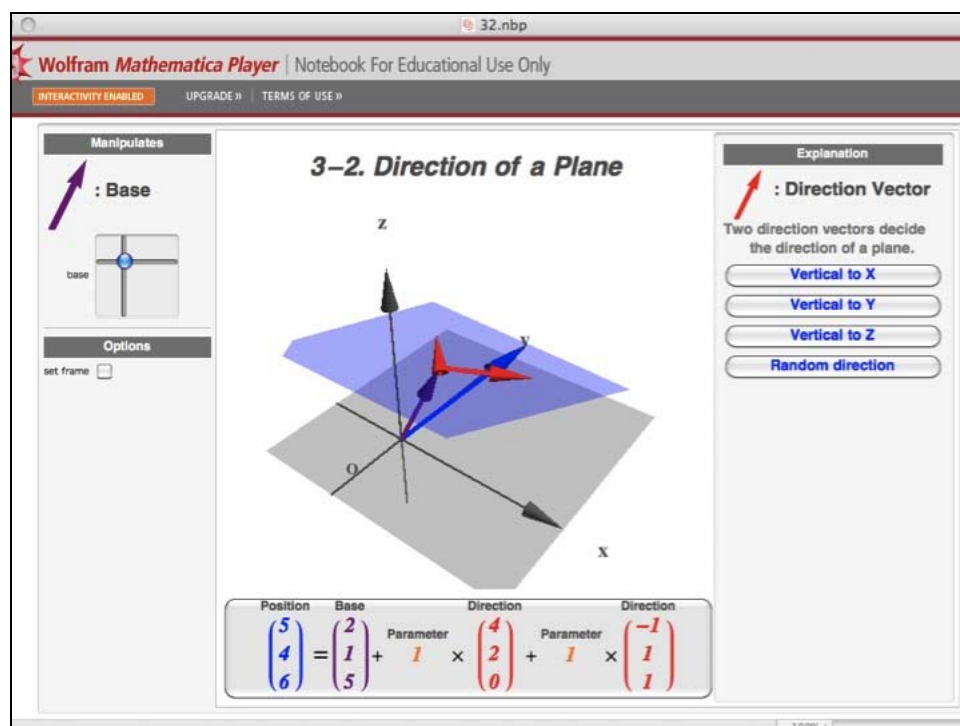 32.nbp
Wolfram Mathematica Player | Notebook For Educational Use Only
INTERACTIVITY ENABLED UPGRADE » TERMS OF USE »
Manipulates
: Base
base
Options
set frame
3–2. Direction of a Plane
z
y
O
x
Explanation
: Direction Vector
Two direction vectors decide
the direction of a plane.
Vertical to X
Vertical to Y
Vertical to Z
Random direction
Position Base Parameter Direction Parameter Direction
5 2 4 −1
4 = 1 + 1 × 2 + 1 × 1
6 5 0 1
100%